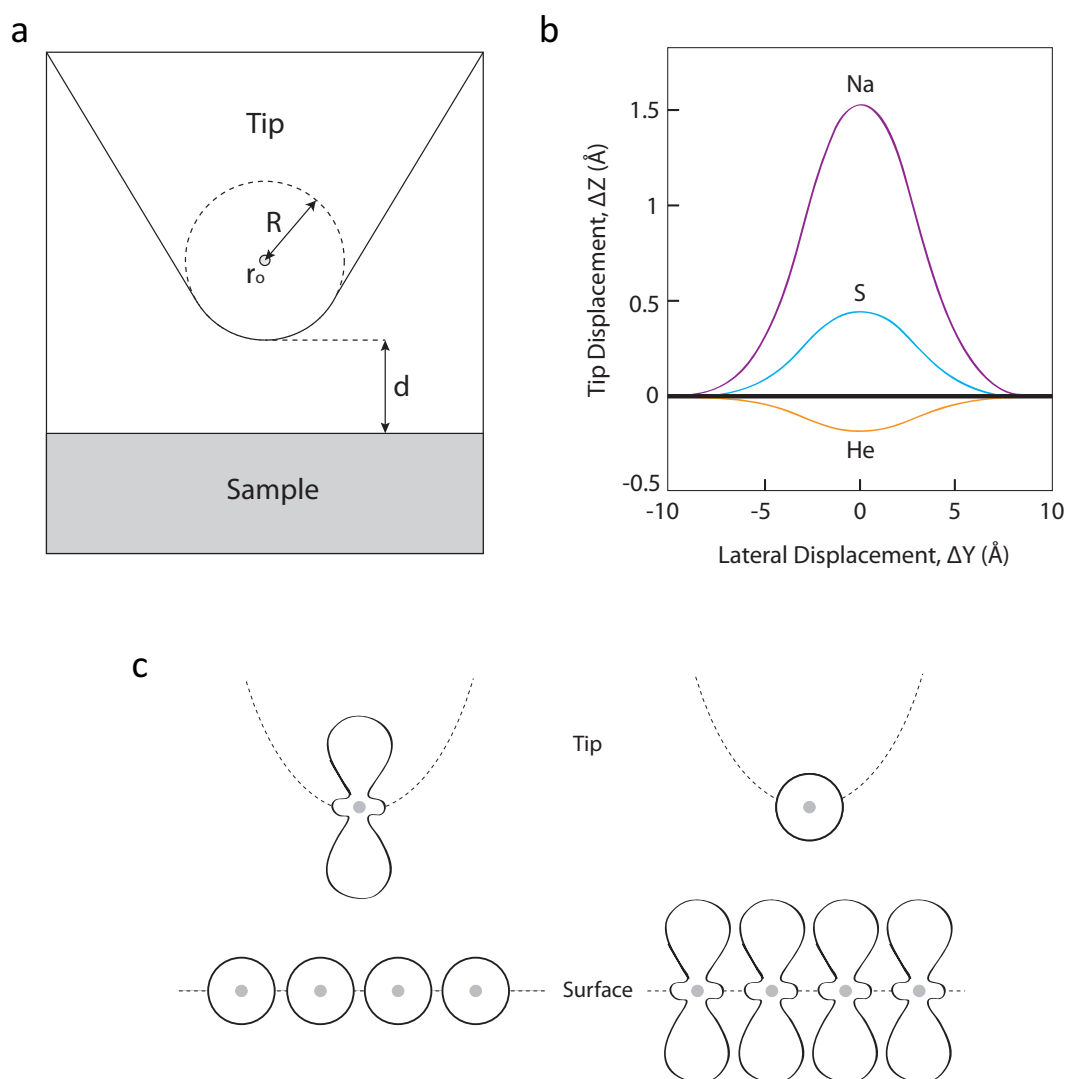 a
Tip
R
r₀
d
Sample
b
Tip Displacement, ΔZ (Å)
1.5
1
0.5
0
-0.5
Na
S
He
-10
-5
0
5
10
Lateral Displacement, ΔY (Å)
c
Tip
Surface